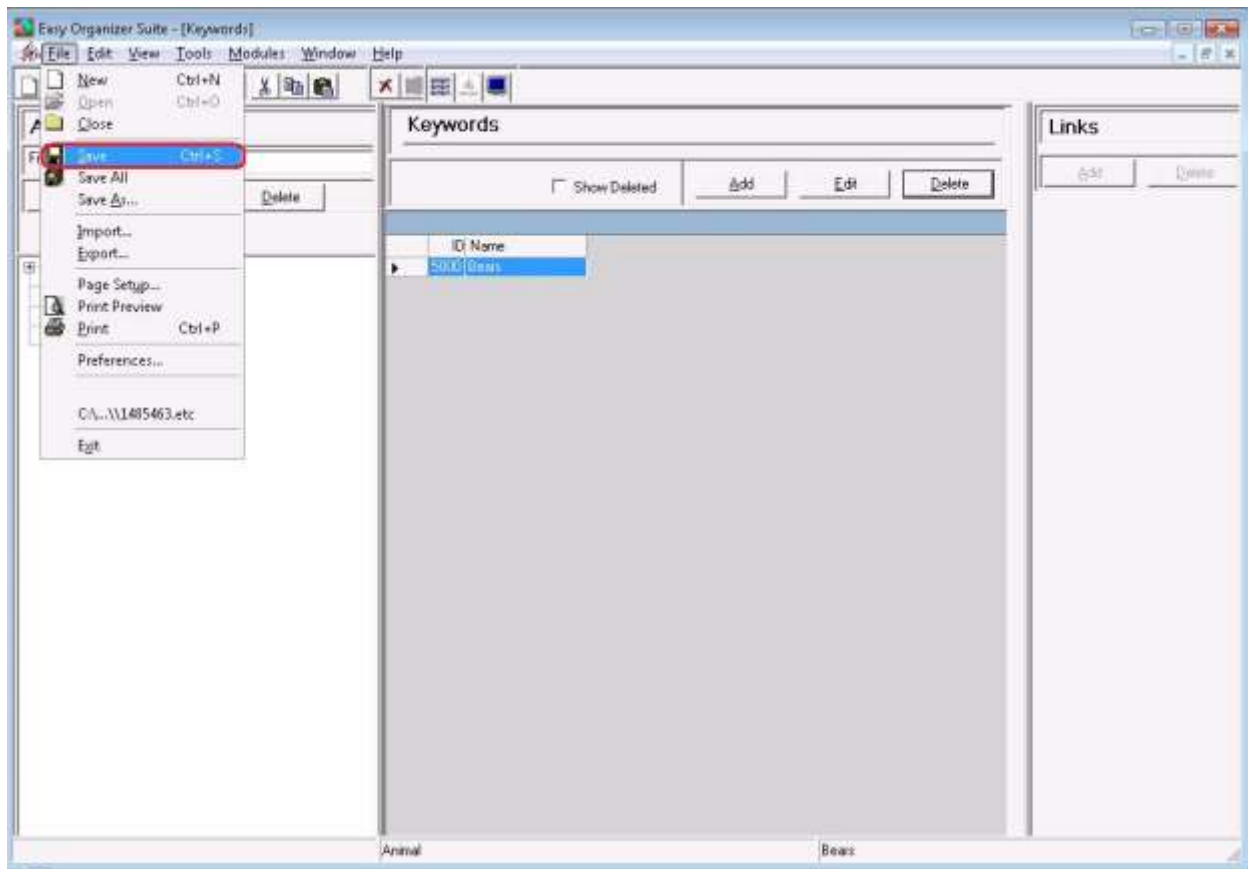 Easy Organizer Suite - [Keywords]
File Edit View Tools Modules Window Help
New Ctrl+N
Open Ctrl+O
Close
Save Ctrl+S
Save All
Save As...
Import...
Export...
Page Setup...
Print Preview
Print Ctrl+P
Preferences...
C:\...\\1485463.etc
Exit
Delete
Keywords
Show Deleted Add Edit Delete
ID Name
5000 Bears
Links
Add Delete
Animal Bears